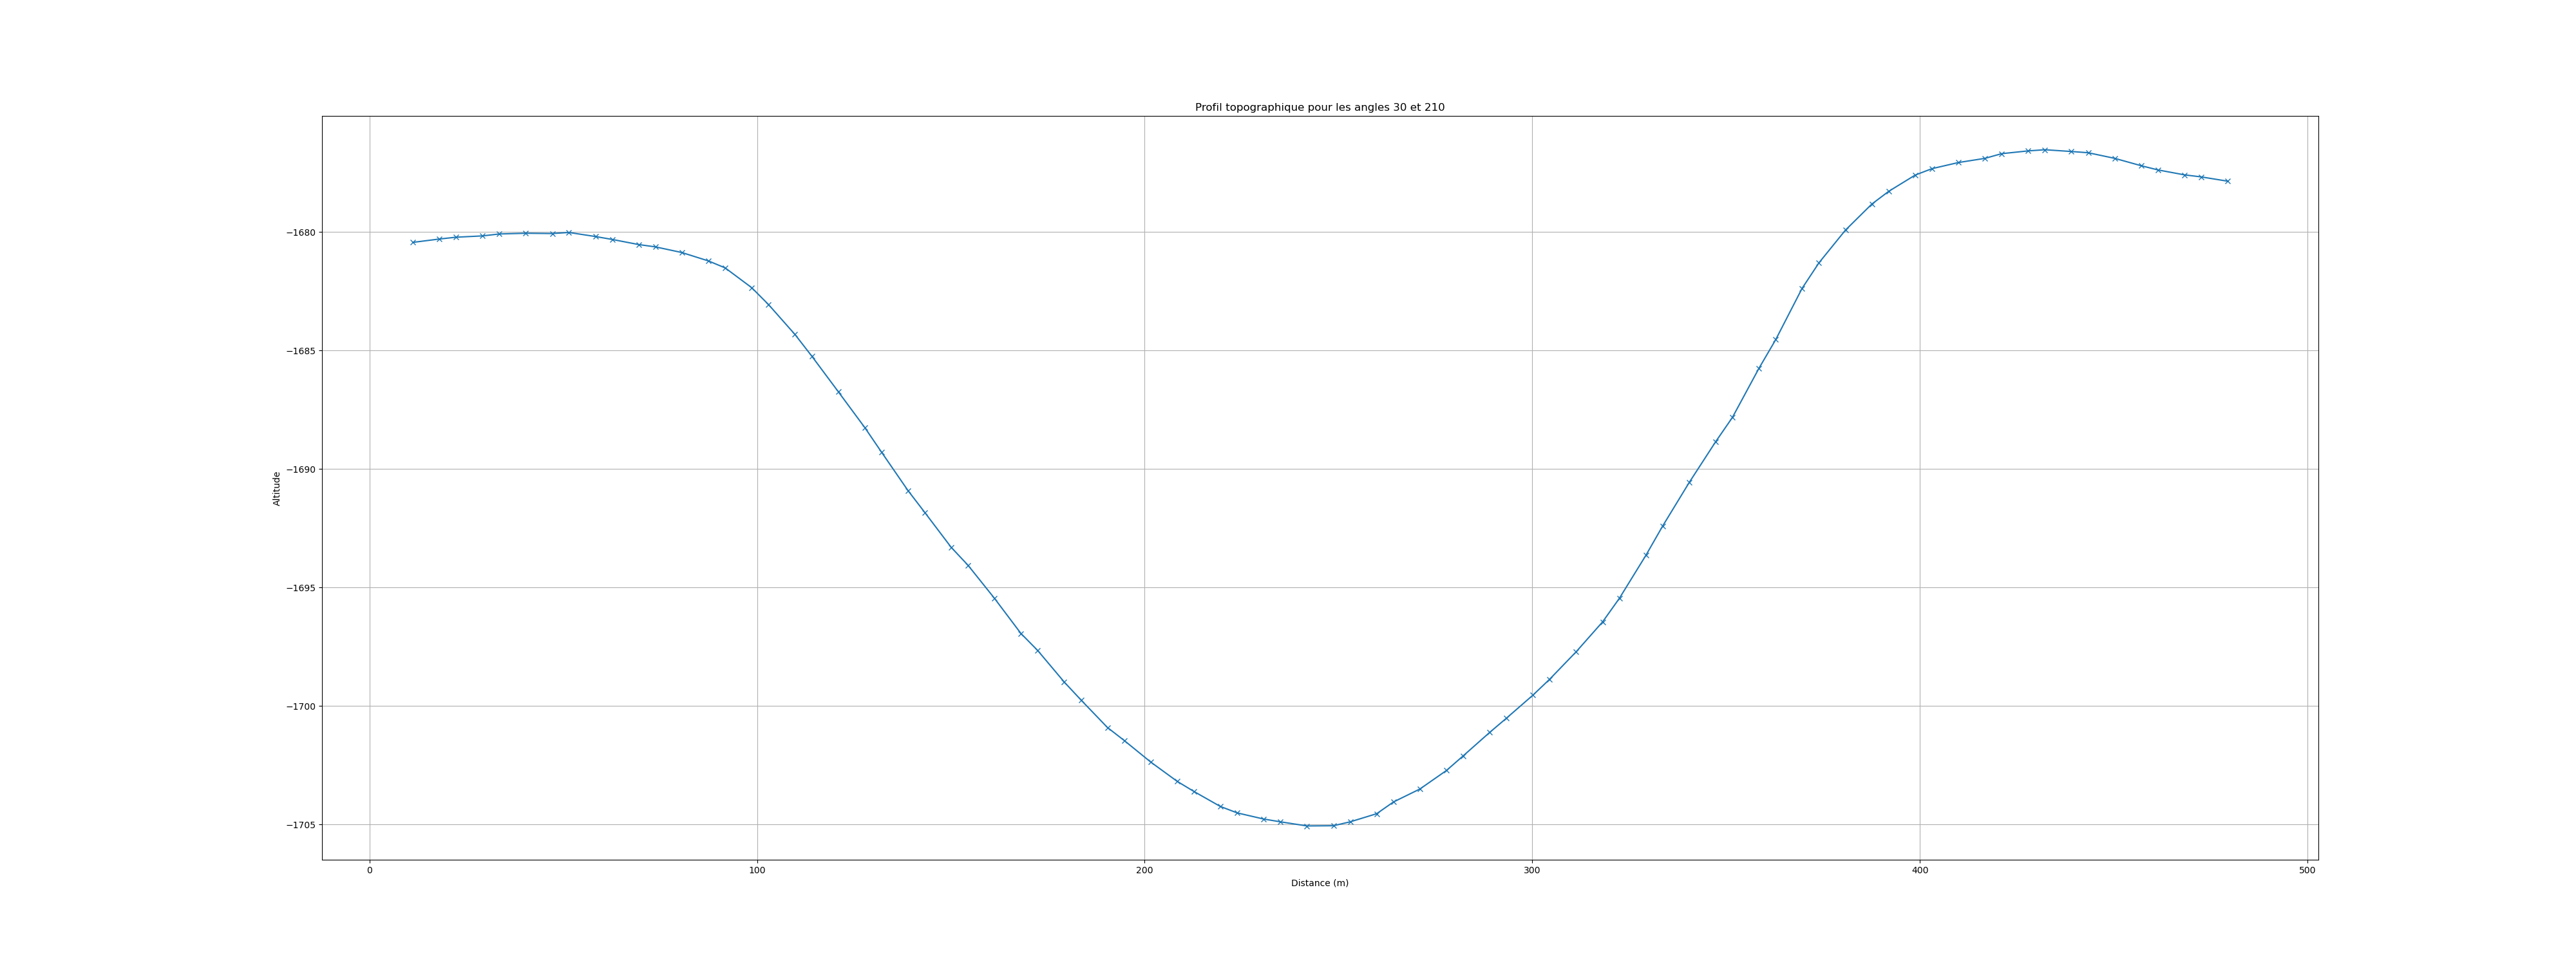 Profil topographique pour les angles 30 et 210
−1680
−1685
−1690
−1695
−1700
−1705
Altitude
0 100 200 300 400 500
Distance (m)